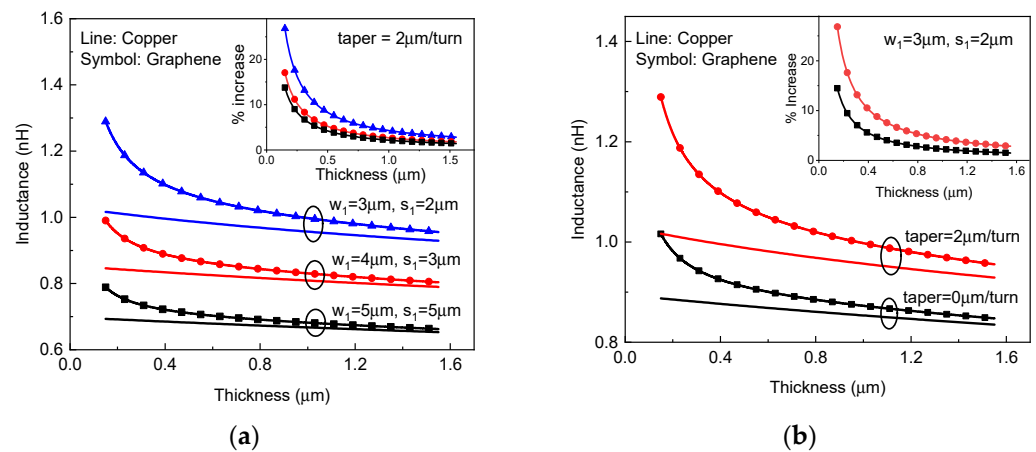 Line: Copper
Symbol: Graphene
taper = 2μm/turn
% increase
20
10
0
0.0
0.5
1.0
1.5
Thickness (μm)
w1=3μm, s1=2μm
w1=4μm, s1=3μm
w1=5μm, s1=5μm
Inductance (nH)
1.4
1.2
1.0
0.8
0.6
0.0
0.4
0.8
1.2
1.6
Thickness (μm)
(a)
Line: Copper
Symbol: Graphene
w1=3μm, s1=2μm
% Increase
20
10
0
0.0
0.4
0.8
1.2
1.6
Thickness (μm)
taper=2μm/turn
taper=0μm/turn
Inductance (nH)
1.4
1.2
1.0
0.8
0.0
0.4
0.8
1.2
1.6
Thickness (μm)
(b)